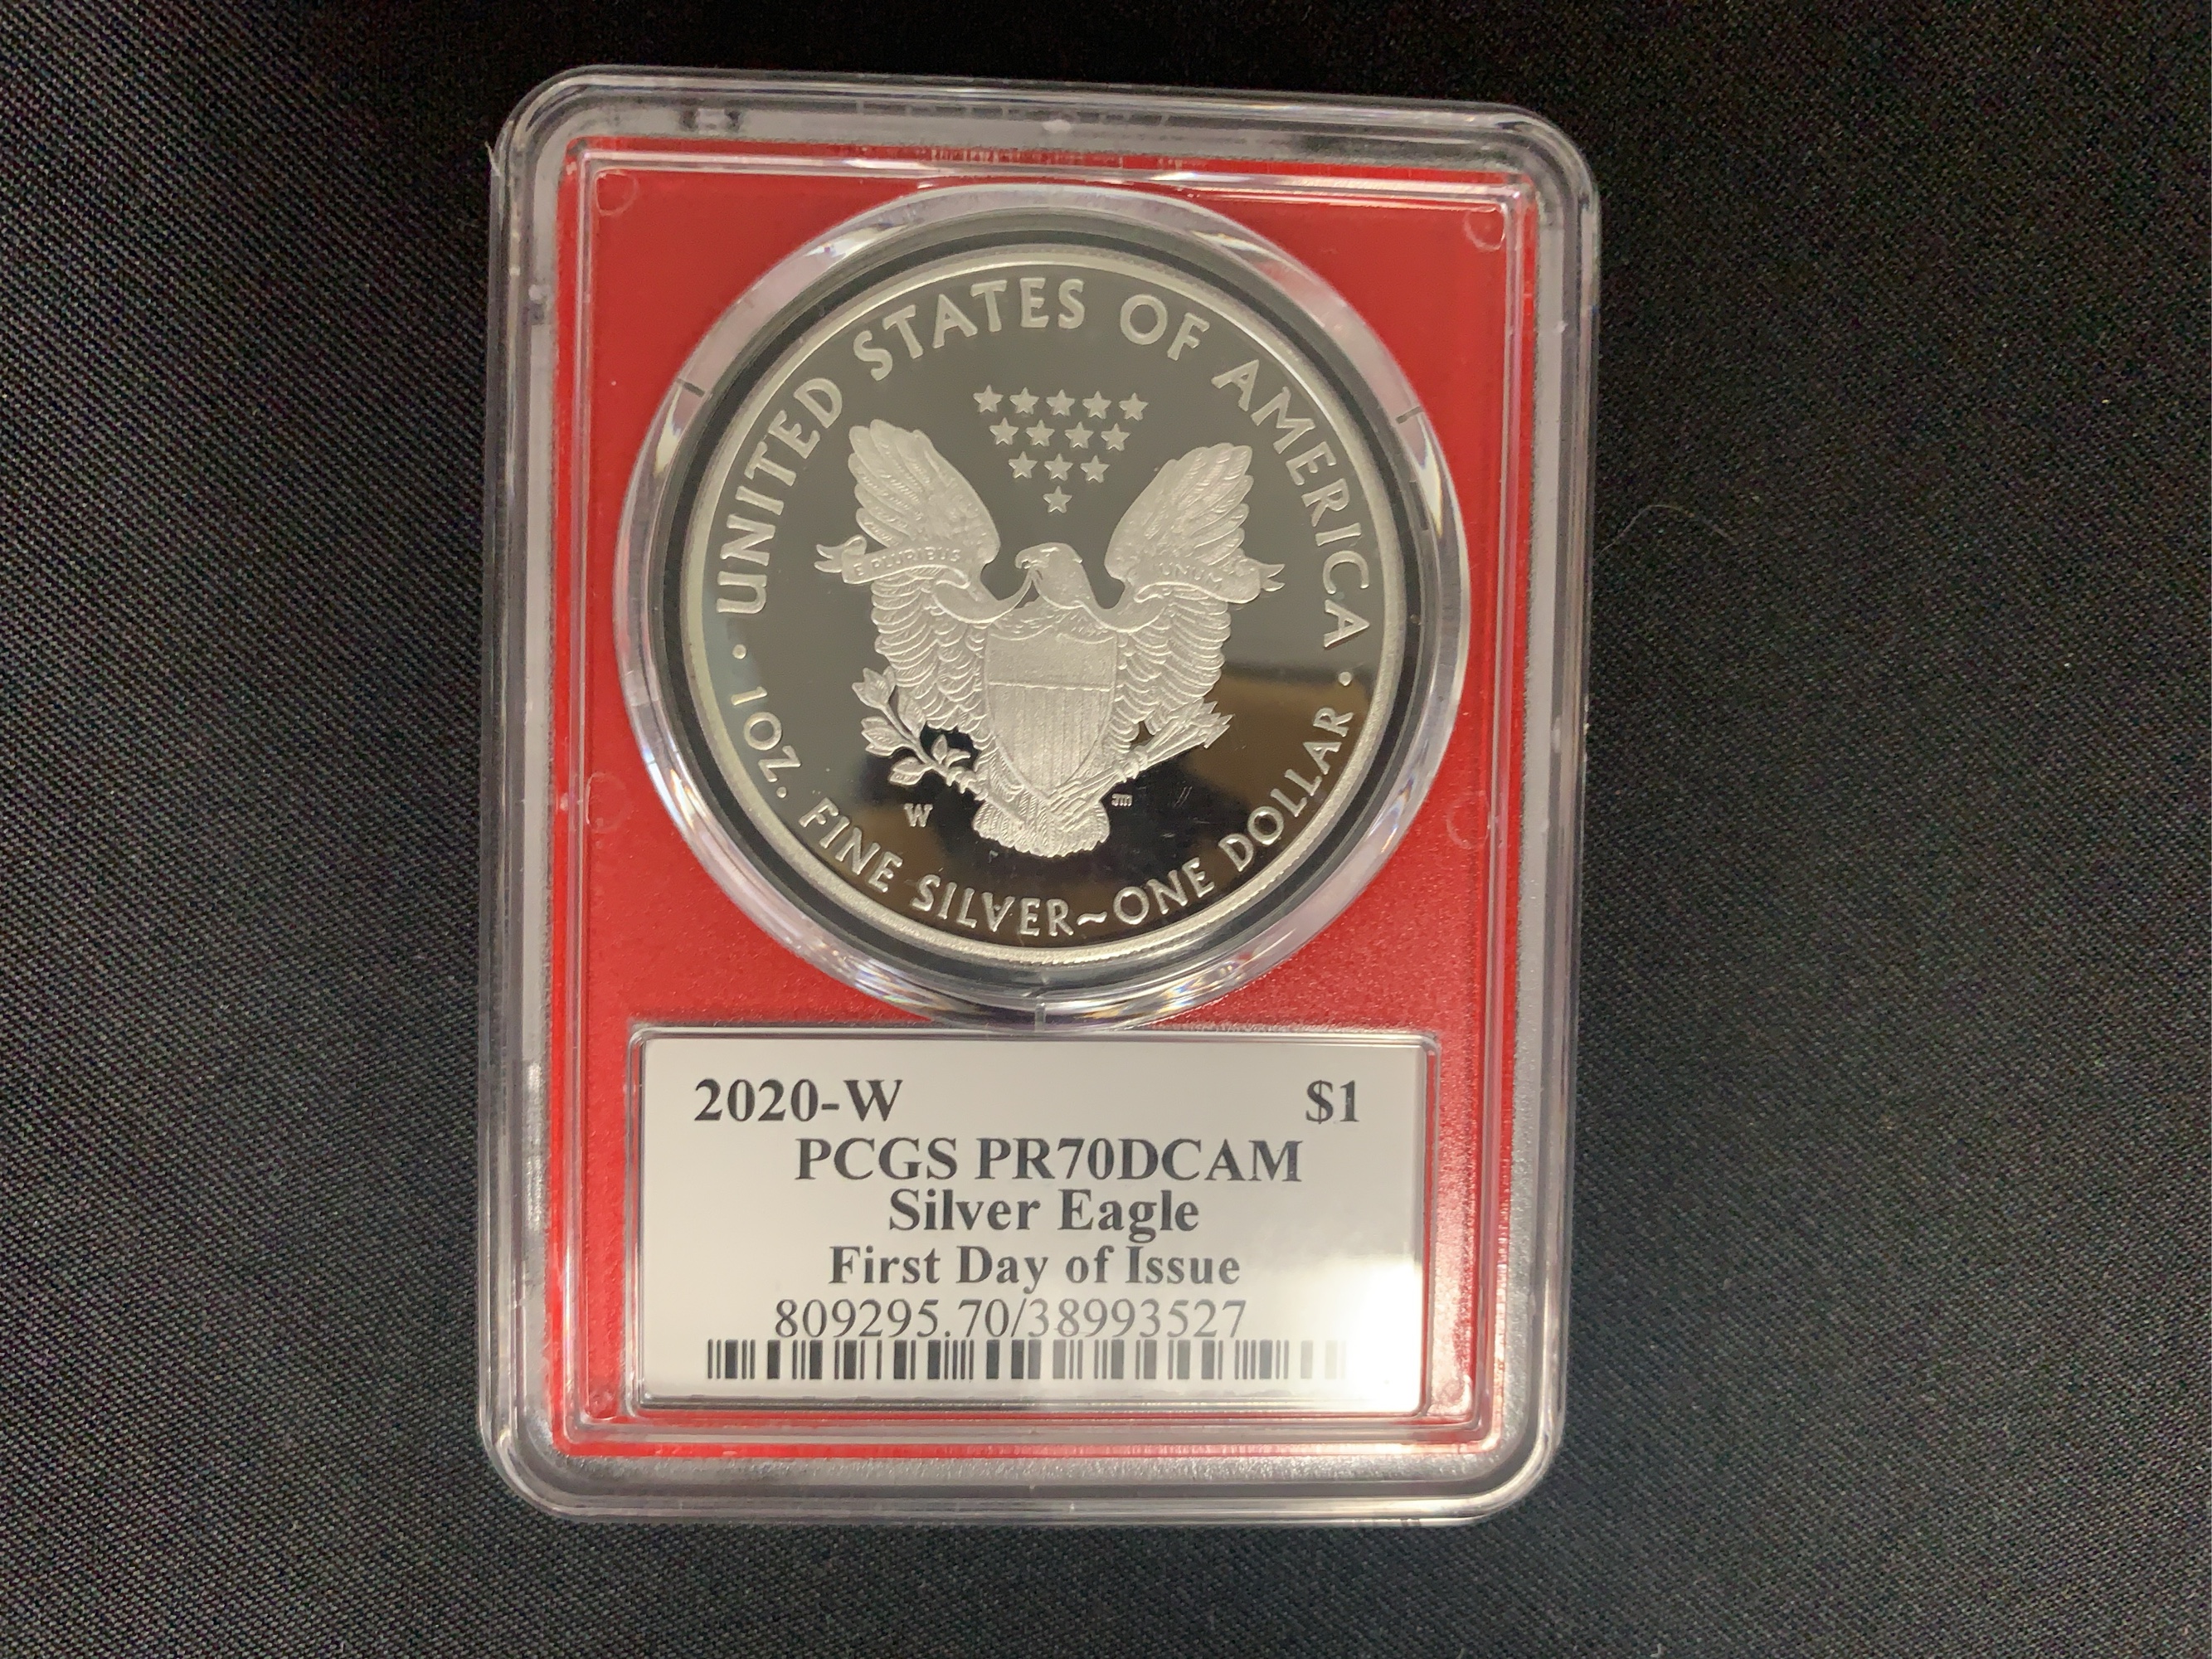 UNITED STATES OF AMERICA
E PLURIBUS UNUM
W
JM
· 1 OZ. FINE SILVER~ONE DOLLAR ·
2020-W $1
PCGS PR70DCAM
Silver Eagle
First Day of Issue
809295.70/38993527